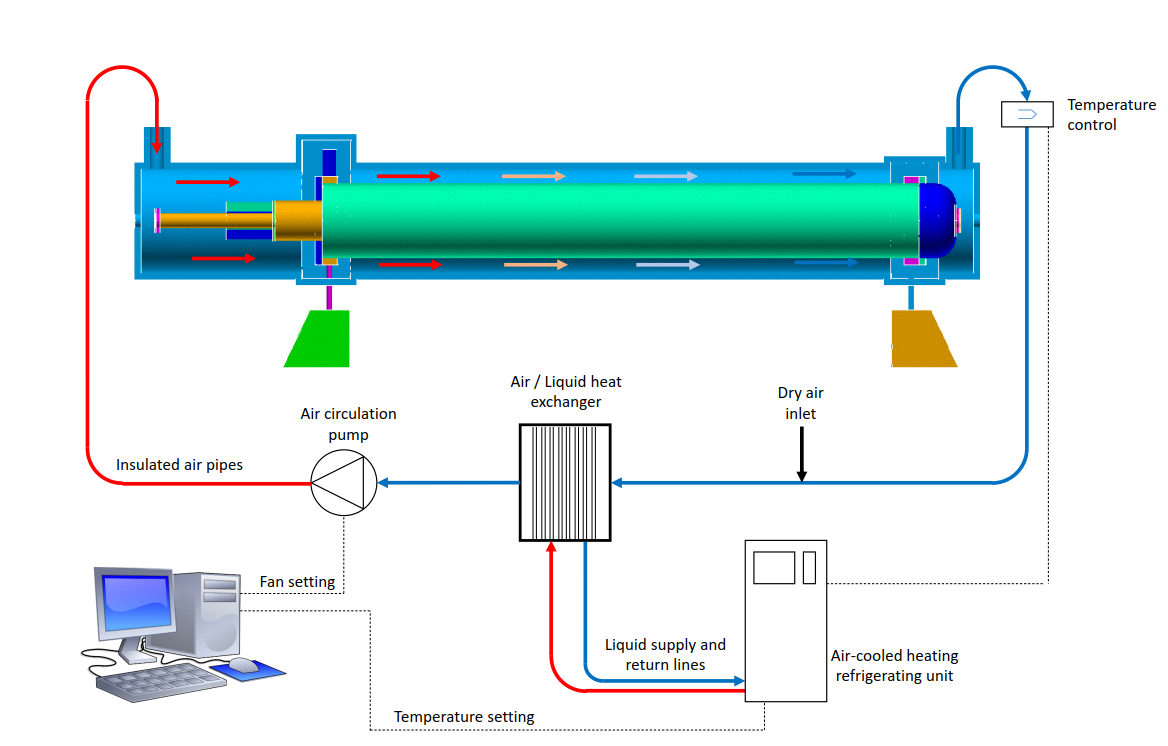 Temperature
control
Air / Liquid heat
exchanger
Dry air
inlet
Air circulation
pump
Insulated air pipes
Fan setting
Liquid supply and
return lines
Air-cooled heating
refrigerating unit
Temperature setting